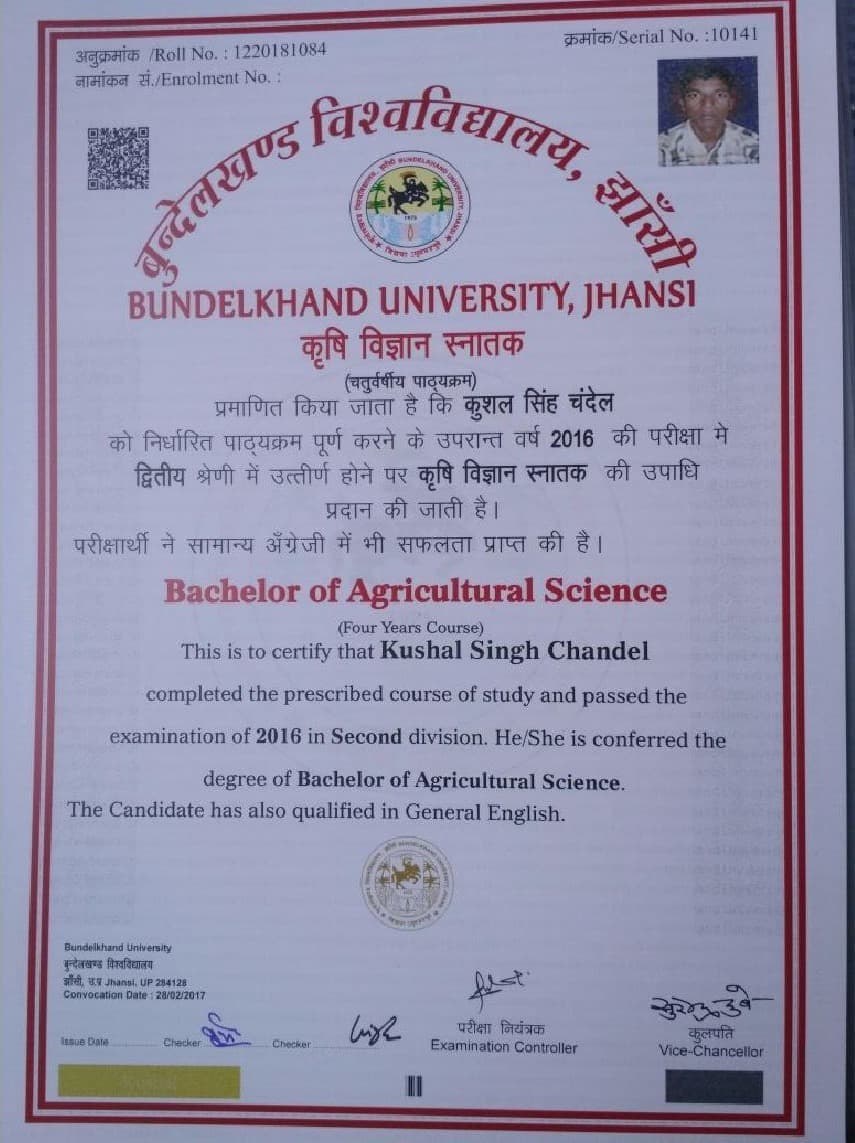 अनुक्रमांक /Roll No. : 1220181084
क्रमांक/Serial No. :10141
नामांकन सं./Enrolment No. :
बुन्देलखण्ड विश्वविद्यालय, झाँसी
BUNDELKHAND UNIVERSITY, JHANSI
कृषि विज्ञान स्नातक
(चतुर्वर्षीय पाठ्यक्रम)
प्रमाणित किया जाता है कि कुशल सिंह चंदेल
को निर्धारित पाठ्यक्रम पूर्ण करने के उपरान्त वर्ष 2016 की परीक्षा मे
द्वितीय श्रेणी में उत्तीर्ण होने पर कृषि विज्ञान स्नातक की उपाधि
प्रदान की जाती है।
परीक्षार्थी ने सामान्य अँग्रेजी में भी सफलता प्राप्त की है।
Bachelor of Agricultural Science
(Four Years Course)
This is to certify that Kushal Singh Chandel
completed the prescribed course of study and passed the
examination of 2016 in Second division. He/She is conferred the
degree of Bachelor of Agricultural Science.
The Candidate has also qualified in General English.
Bundelkhand University
बुन्देलखण्ड विश्वविद्यालय
झाँसी, उ.प्र Jhansi, UP 284128
Convocation Date : 28/02/2017
Issue Date ............ Checker ............ Checker ............
परीक्षा नियंत्रक
Examination Controller
कुलपति
Vice-Chancellor